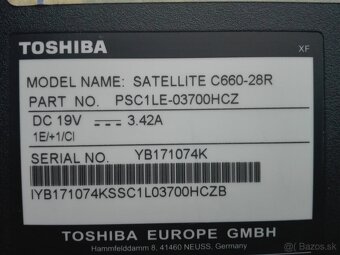 TOSHIBA
XF
MODEL NAME: SATELLITE C660-28R
PART NO. PSC1LE-03700HCZ
DC 19V ⎓ 3.42A
1E/+1/CI
SERIAL NO. YB171074K
IYB171074KSSC1L03700HCZB
TOSHIBA EUROPE GMBH
Hammfelddamm 8, 41460 NEUSS, Germany
Bazos.sk